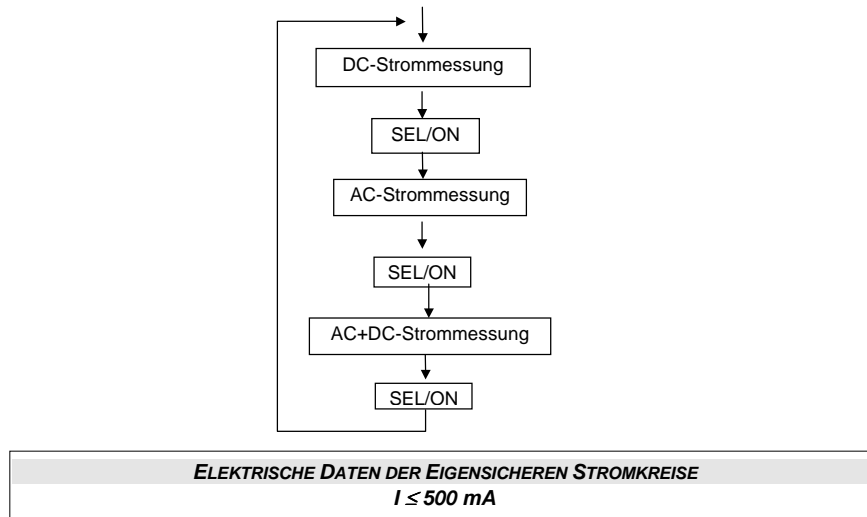 DC-Strommessung
SEL/ON
AC-Strommessung
SEL/ON
AC+DC-Strommessung
SEL/ON
ELEKTRISCHE DATEN DER EIGENSICHEREN STROMKREISE
I ≤ 500 mA